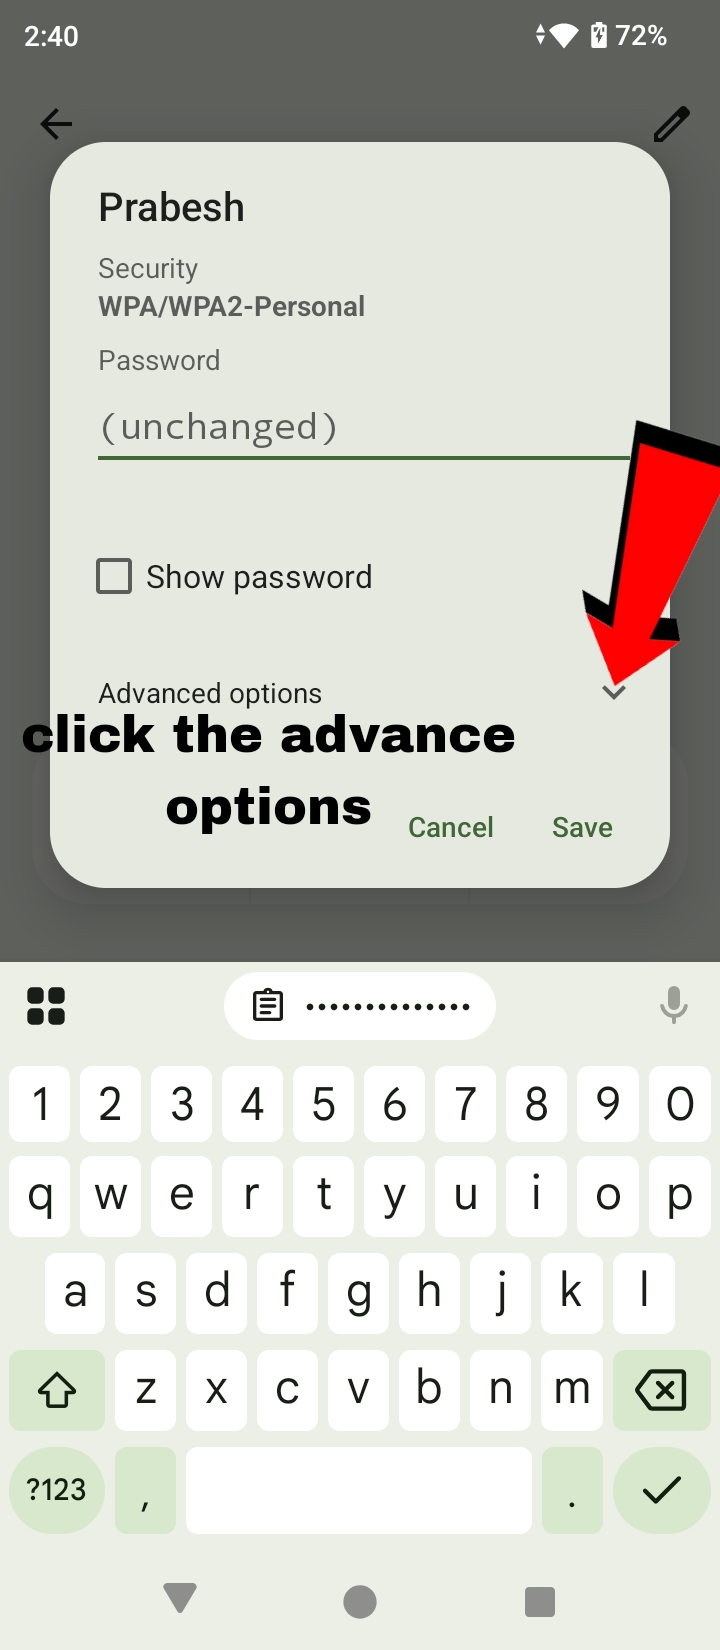 2:40
72%
Prabesh
Security
WPA/WPA2-Personal
Password
(unchanged)
Show password
Advanced options
click the advance
options
Cancel Save
••••••••••••••
1 2 3 4 5 6 7 8 9 0
q w e r t y u i o p
a s d f g h j k l
z x c v b n m
?123 , .